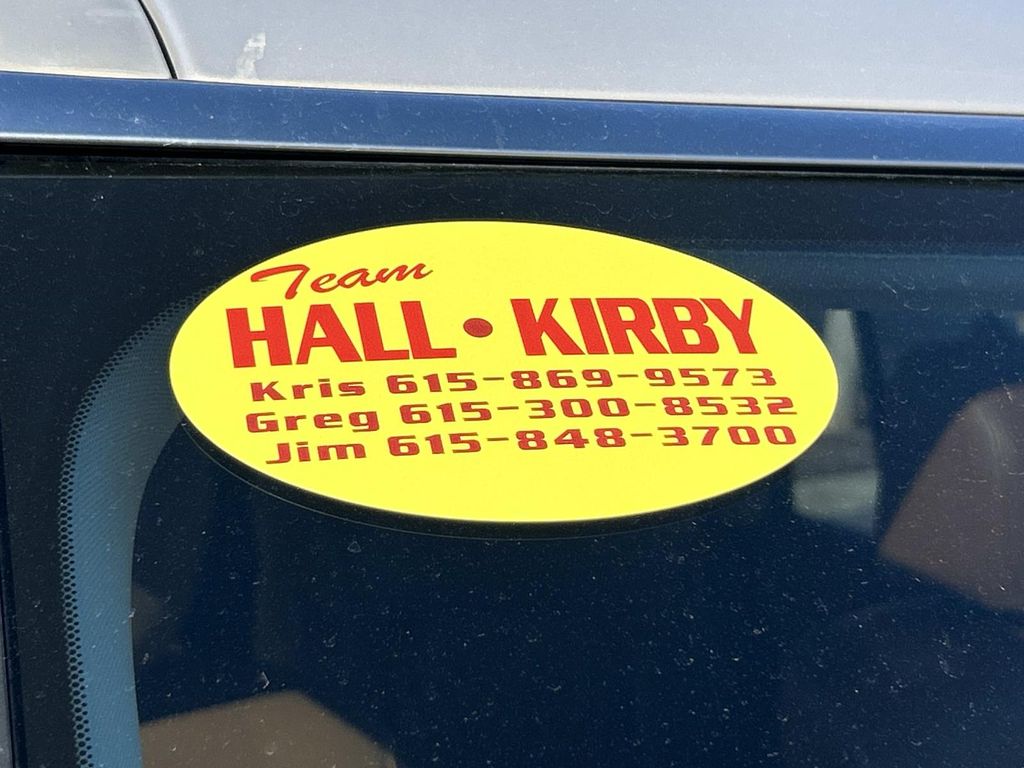 Team
HALL • KIRBY
Kris 615-869-9573
Greg 615-300-8532
Jim 615-848-3700